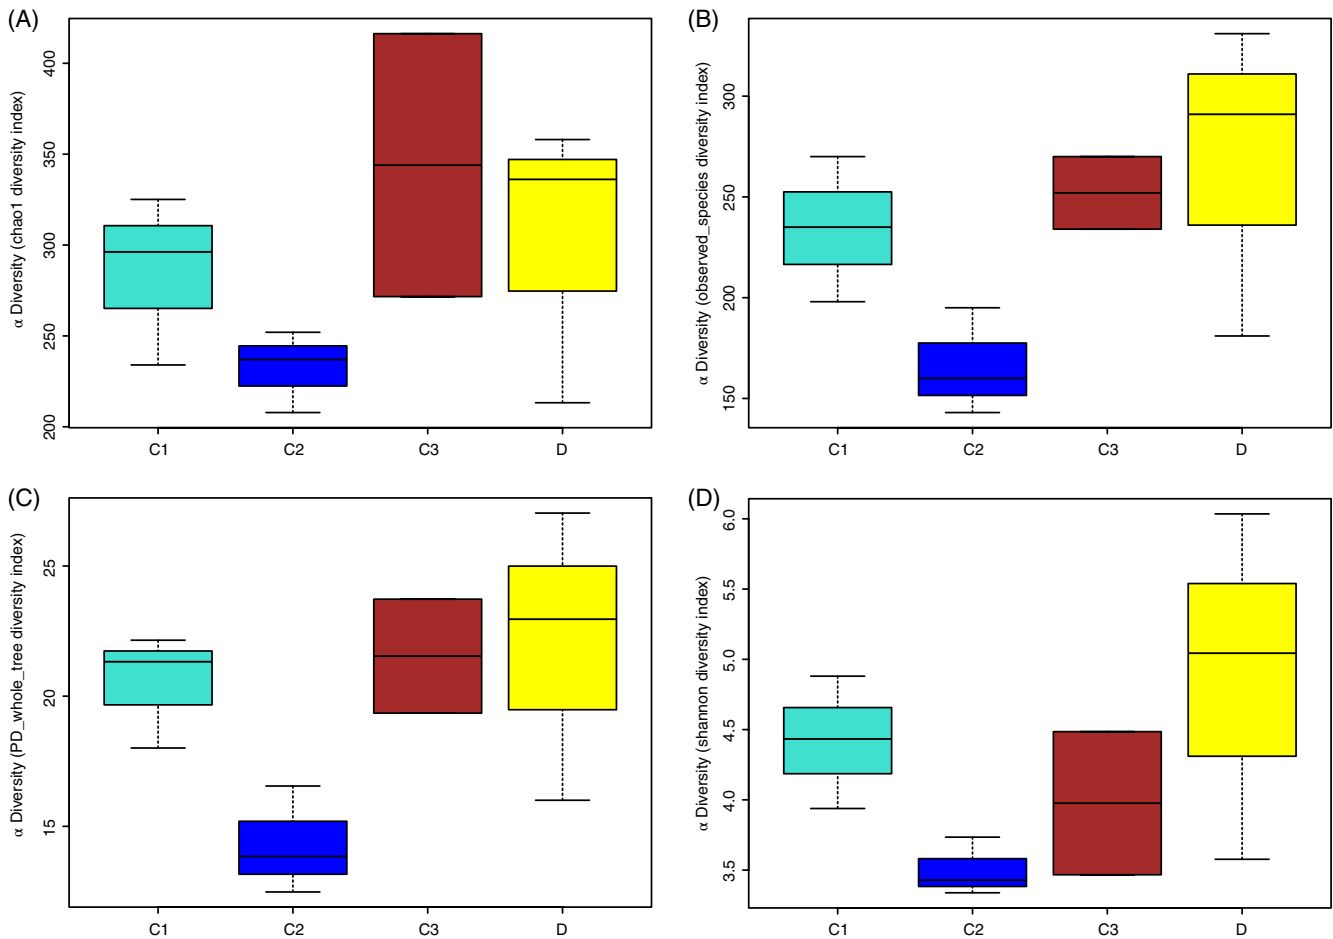 (A)
α Diversity (chao1 diversity index)
400
350
300
250
200
C1 C2 C3 D
(B)
α Diversity (observed_species diversity index)
300
250
200
150
C1 C2 C3 D
(C)
α Diversity (PD_whole_tree diversity index)
25
20
15
C1 C2 C3 D
(D)
α Diversity (shannon diversity index)
6.0
5.5
5.0
4.5
4.0
3.5
C1 C2 C3 D